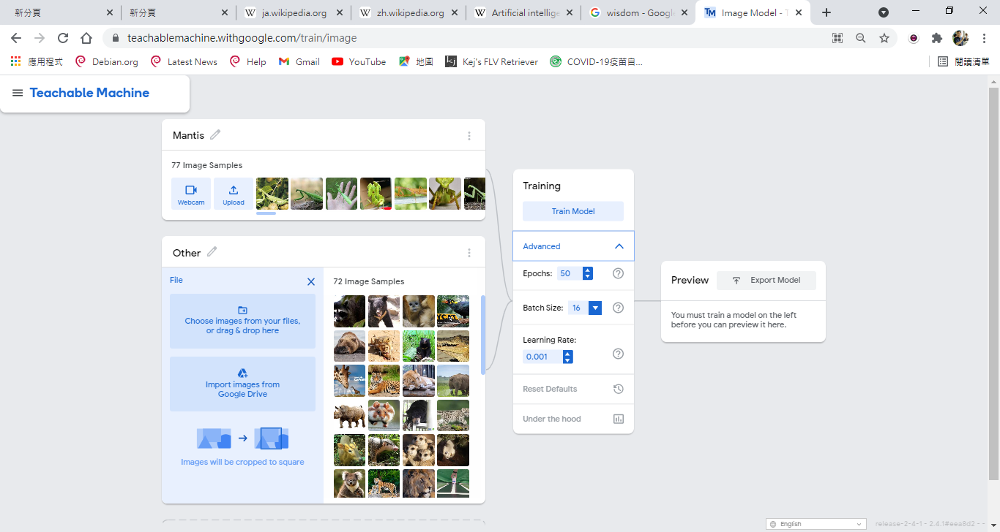 新分頁
新分頁
ja.wikipedia.org
zh.wikipedia.org
Artificial intellige
wisdom - Googl
Image Model - T
teachablemachine.withgoogle.com/train/image
應用程式
Debian.org
Latest News
Help
Gmail
YouTube
地圖
Kej's FLV Retriever
COVID-19疫苗自…
閱讀清單
Teachable Machine
Mantis
77 Image Samples
Webcam
Upload
Other
File
Choose images from your files,
or drag & drop here
Import images from
Google Drive
Images will be cropped to square
72 Image Samples
Training
Train Model
Advanced
Epochs: 50
Batch Size: 16
Learning Rate:
0.001
Reset Defaults
Under the hood
Preview
Export Model
You must train a model on the left
before you can preview it here.
English
release-2-4-1 - 2.4.1#eea8d2 - -